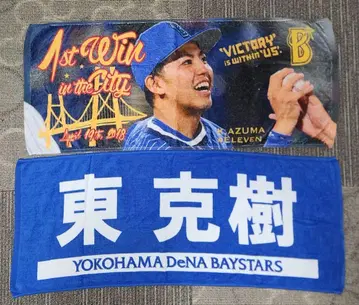 1st Win
in the City
April 12th, 2018
"VICTORY"
IS WITHIN "US".
B
KAZUMA
ELEVEN
東 克樹
YOKOHAMA DeNA BAYSTARS